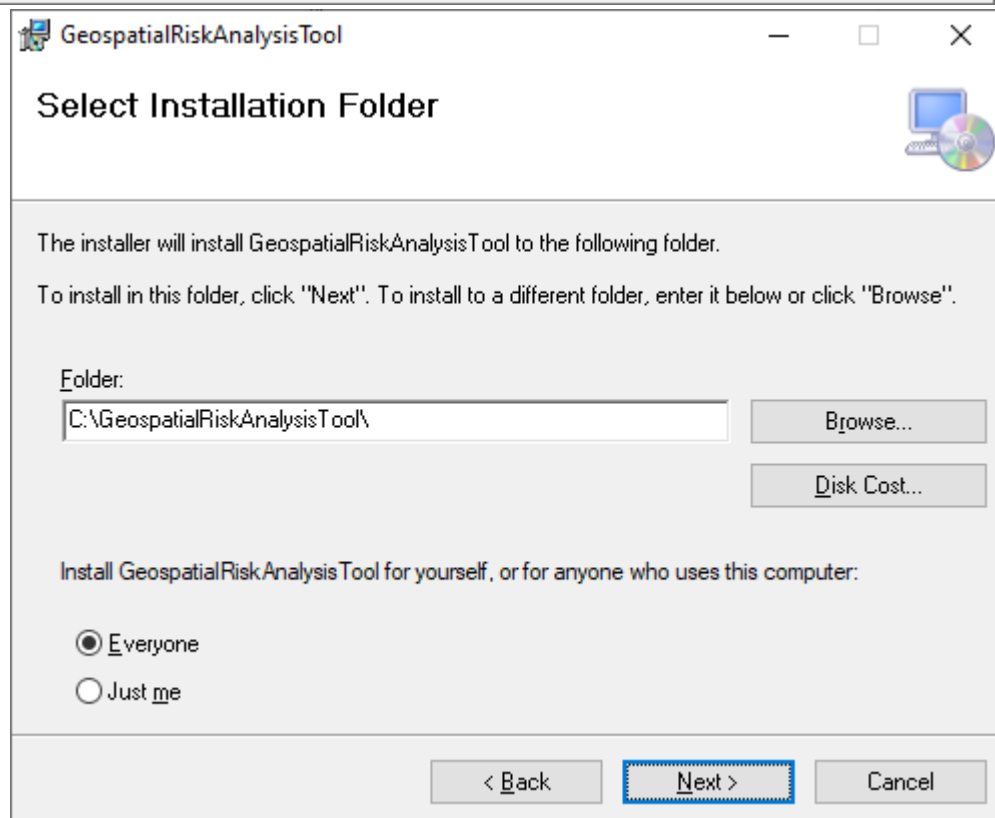 GeospatialRiskAnalysisTool
Select Installation Folder
The installer will install GeospatialRiskAnalysisTool to the following folder.
To install in this folder, click "Next". To install to a different folder, enter it below or click "Browse".
Folder:
C:\GeospatialRiskAnalysisTool\
Browse...
Disk Cost...
Install GeospatialRiskAnalysisTool for yourself, or for anyone who uses this computer:
Everyone
Just me
< Back
Next >
Cancel